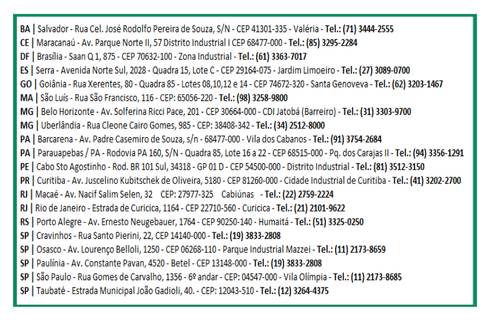 BA | Salvador - Rua Cel. José Rodolfo Pereira de Souza, S/N - CEP 41301-335 - Valéria - Tel.: (71) 3444-2555
CE | Maracanaú - Av. Parque Norte II, 57 Distrito Industrial I CEP 68477-000 - Tel.: (85) 3295-2284
DF | Brasília - Saan Q 1, 875 - CEP 70632-100 - Zona Industrial - Tel.: (61) 3363-7017
ES | Serra - Avenida Norte Sul, 2028 - Quadra 15, Lote C - CEP 29164-075 - Jardim Limoeiro - Tel.: (27) 3089-0700
GO | Goiânia - Rua Xerentes, 80 - Quadra 85 - Lotes 08,10,12 e 14 - CEP 74672-320 - Santa Genoveva - Tel.: (62) 3203-1467
MA | São Luís - Rua São Francisco, 116 - CEP: 65056-220 - Tel.: (98) 3258-9800
MG | Belo Horizonte - Av. Solferina Ricci Pace, 201 - CEP 30664-000 - CDI Jatobá (Barreiro) - Tel.: (31) 3303-9700
MG | Uberlândia - Rua Cleone Cairo Gomes, 985 - CEP: 38408-342 - Tel.: (34) 2512-8000
PA | Barcarena - Av. Padre Casemiro de Souza, s/n - 68477-000 - Vila dos Cabanos - Tel.: (91) 3754-2684
PA | Parauapebas / PA - Rodovia PA 160, S/N - Quadra 85, Lote 16 a 22 - CEP 68515-000 - Pq. dos Carajas II - Tel.: (94) 3356-1291
PE | Cabo Sto Agostinho - Rod. BR 101 Sul, 34318 - GP 01 D - CEP 54500-000 - Distrito Industrial - Tel.: (81) 3512-3150
PR | Curitiba - Av. Juscelino Kubitschek de Oliveira, 5180 - CEP 81260-000 - Cidade Industrial de Curitiba - Tel.: (41) 3202-2700
RJ | Macaé - Av. Nacif Salim Selen, 32 CEP: 27977-325 Cabiúnas - Tel.: (22) 2759-2224
RJ | Rio de Janeiro - Estrada de Curicica, 1164 - CEP 22710-560 - Curicica - Tel.: (21) 2101-9622
RS | Porto Alegre - Av. Ernesto Neugebauer, 1764 - CEP 90250-140 - Humaitá - Tel.: (51) 3325-0250
SP | Cravinhos - Rua Santo Pierini, 22, CEP 14140-000 - Tel.: (19) 3833-2808
SP | Osasco - Av. Lourenço Belloli, 1250 - CEP 06268-110 - Parque Industrial Mazzei - Tel.: (11) 2173-8659
SP | Paulínia - Av. Constante Pavan, 4520 - Betel - CEP 13148-000 - Tel.: (19) 3833-2808
SP | São Paulo - Rua Gomes de Carvalho, 1356 - 6º andar - CEP: 04547-000 - Vila Olímpia - Tel.: (11) 2173-8685
SP | Taubaté - Estrada Municipal João Gadioli, 40. - CEP: 12043-510 - Tel.: (12) 3264-4375